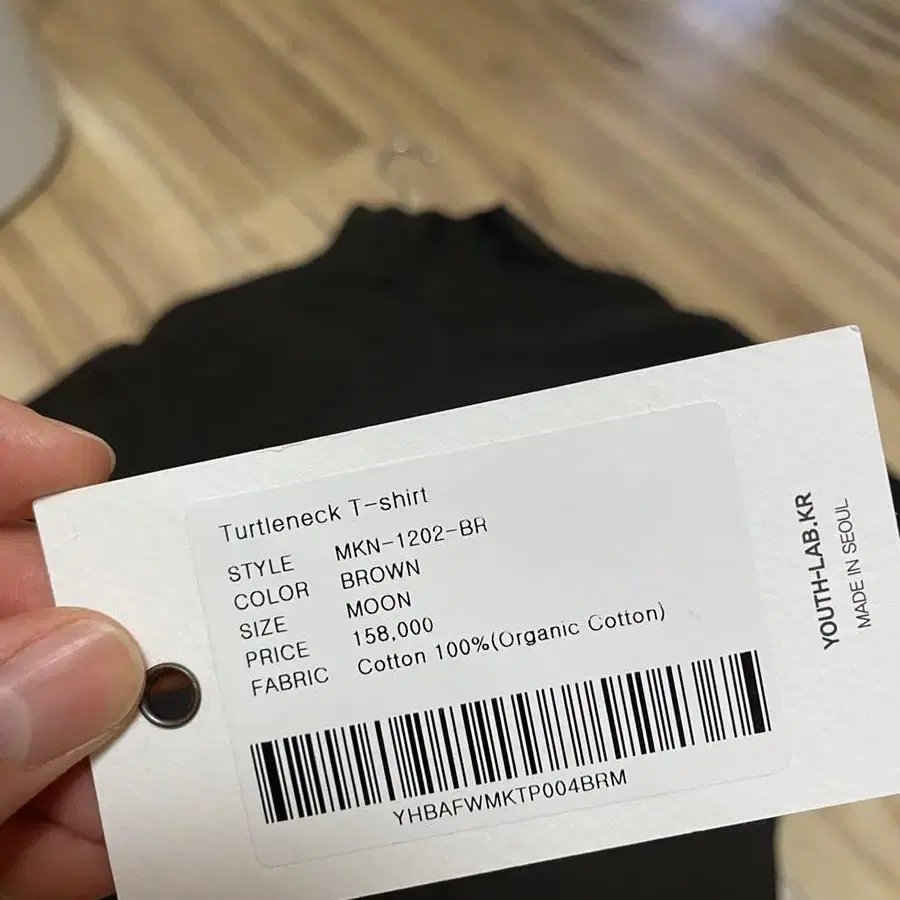 Turtleneck T-shirt
STYLE MKN-1202-BR
COLOR BROWN
SIZE MOON
PRICE 158,000
FABRIC Cotton 100%(Organic Cotton)
YHBAFWMKTP004BRM
YOUTH-LAB.KR
MADE IN SEOUL